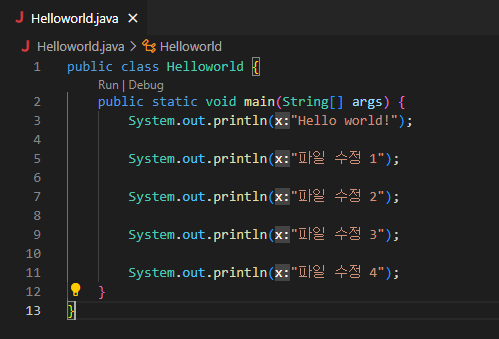 J Helloworld.java ×
J Helloworld.java > Helloworld
1 public class Helloworld {
Run | Debug
2 public static void main(String[] args) {
3 System.out.println(x:"Hello world!");
4
5 System.out.println(x:"파일 수정 1");
6
7 System.out.println(x:"파일 수정 2");
8
9 System.out.println(x:"파일 수정 3");
10
11 System.out.println(x:"파일 수정 4");
12 }
13 }